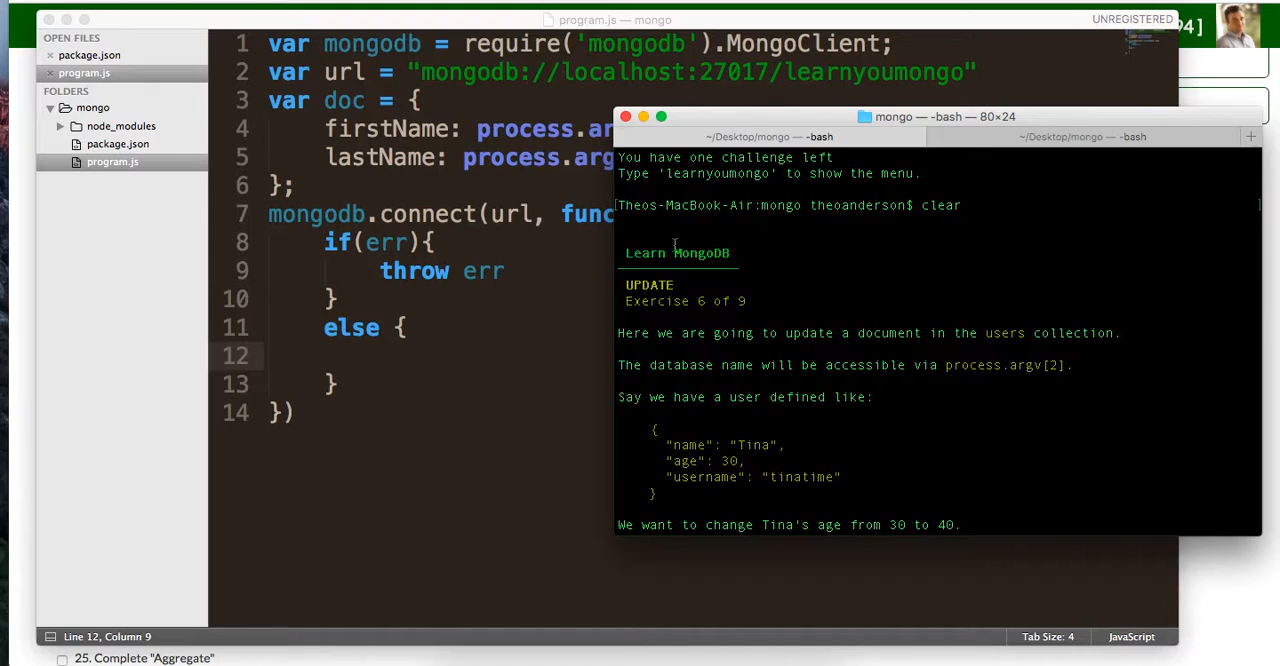 program.js — mongo
UNREGISTERED
94]
OPEN FILES
× package.json
× program.js
FOLDERS
mongo
node_modules
package.json
program.js
1 var mongodb = require('mongodb').MongoClient;
2 var url = "mongodb://localhost:27017/learnyoumongo"
3 var doc = {
4 firstName: process.ar
5 lastName: process.arg
6 };
7 mongodb.connect(url, func
8 if(err){
9 throw err
10 }
11 else {
12
13 }
14 })
mongo — -bash — 80×24
~/Desktop/mongo — -bash
~/Desktop/mongo — -bash
+
You have one challenge left
Type 'learnyoumongo' to show the menu.
[Theos-MacBook-Air:mongo theoanderson$ clear ]
Learn MongoDB
UPDATE
Exercise 6 of 9
Here we are going to update a document in the users collection.
The database name will be accessible via process.argv[2].
Say we have a user defined like:
{
"name": "Tina",
"age": 30,
"username": "tinatime"
}
We want to change Tina's age from 30 to 40.
Line 12, Column 9
Tab Size: 4
JavaScript
25. Complete "Aggregate"